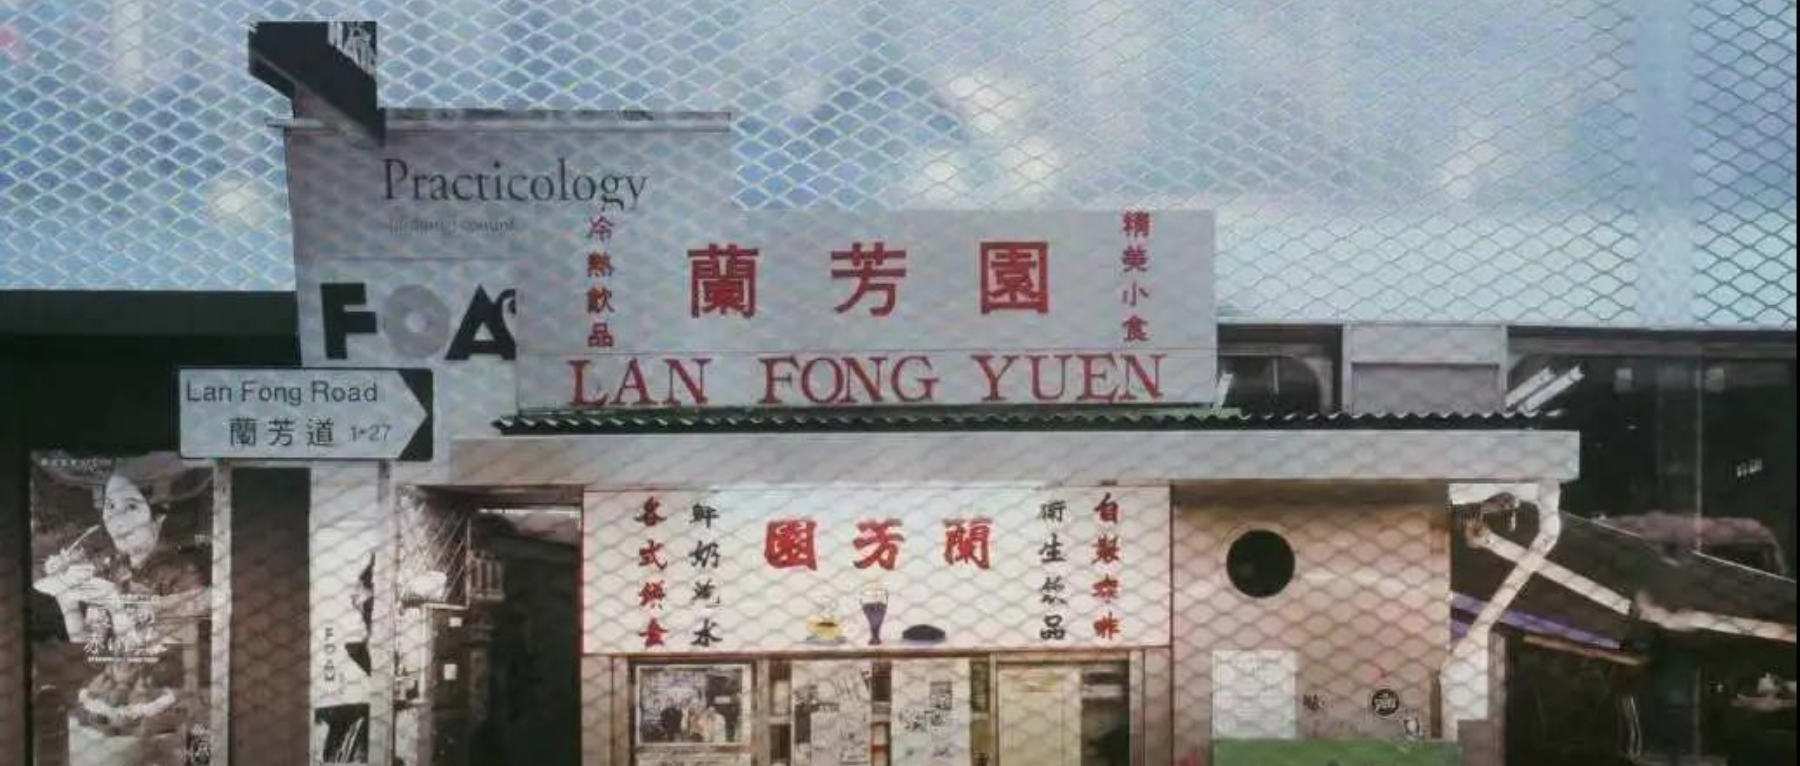 Practicology
FOA
冷熱飲品
蘭芳園
精美小食
LAN FONG YUEN
Lan Fong Road
蘭芳道 1-27
自製咖啡
衛生飲品
蘭芳園
鮮奶汽水
各式餅食